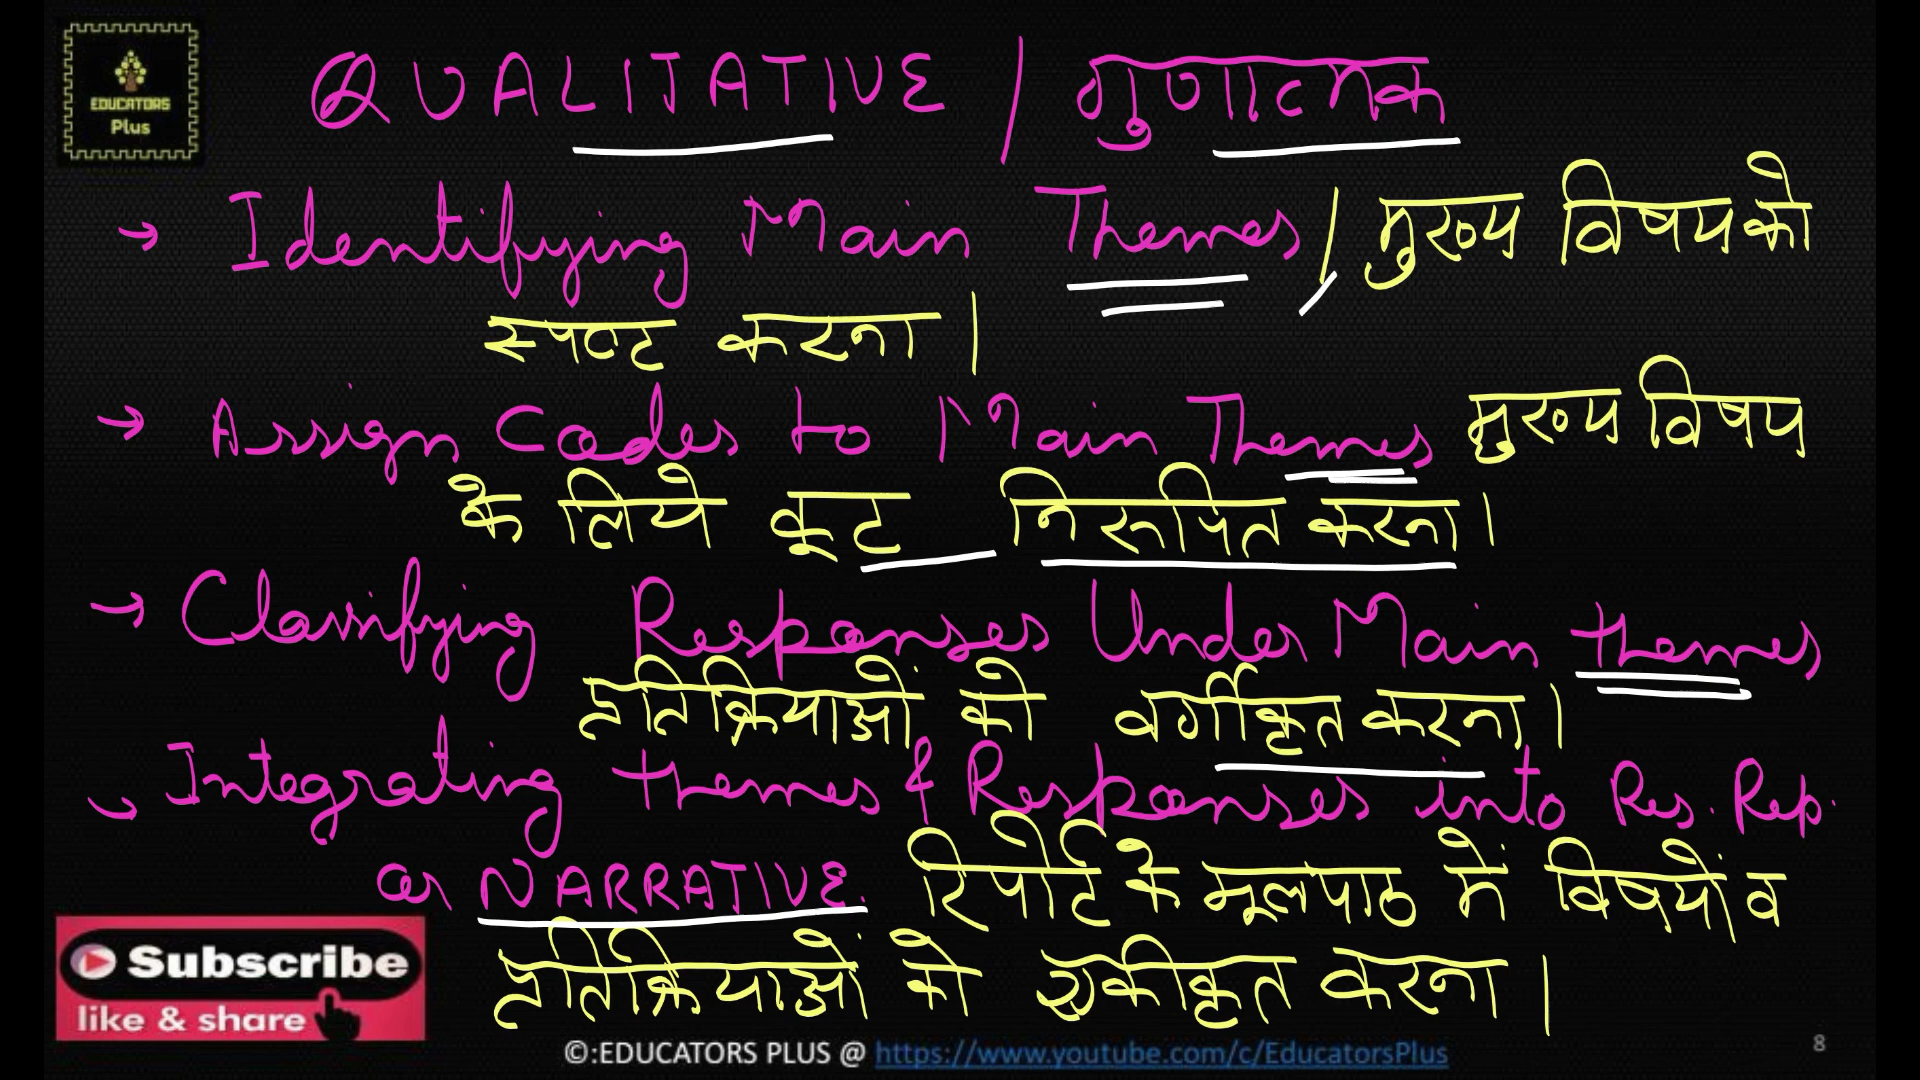 EDUCATORS
Plus
QUALITATIVE / गुणात्मक
→ Identifying Main Themes / मुख्य विषय को
स्पष्ट करना |
→ Assign Codes to Main Themes मुख्य विषय
के लिये कूट निरूपित करना |
→ Classifying Responses Under Main themes
प्रतिक्रियाओं को वर्गीकृत करना |
→ Integrating themes & Responses into Res. Rep.
or NARRATIVE. रिपोर्ट के मूलपाठ में विषयों व
प्रतिक्रियाओं को एकीकृत करना |
Subscribe
like & share
©:EDUCATORS PLUS @ https://www.youtube.com/c/EducatorsPlus
8